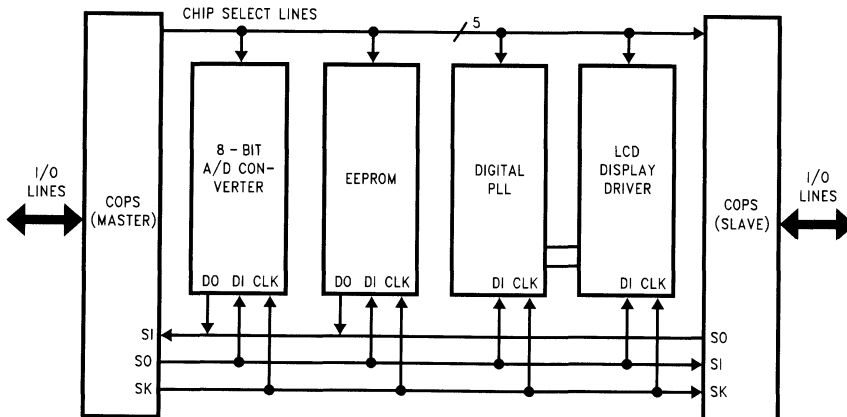 CHIP SELECT LINES
5
8 - BIT
A/D CON-
VERTER
EEPROM
DIGITAL
PLL
LCD
DISPLAY
DRIVER
I/O
LINES
COPS
(MASTER)
COPS
(SLAVE)
I/O
LINES
DO DI CLK
DO DI CLK
DI CLK
DI CLK
SI
SO
SO
SI
SK
SK